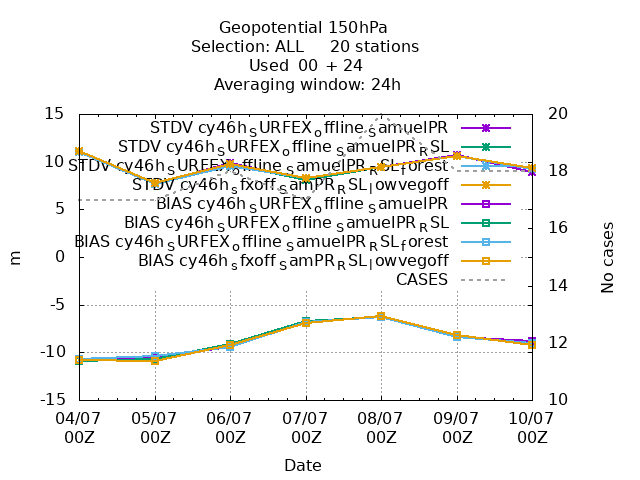 Geopotential 150hPa
Selection: ALL     20 stations
Used  00 + 24
Averaging window: 24h
15
10
5
0
-5
-10
-15
m
20
18
16
14
12
10
No cases
STDV cy46h_SURFEX_offline_SamuelPR
STDV cy46h_SURFEX_offline_SamuelPR_RSL
STDV cy46h_SURFEX_offline_SamuelPR_RSL_forest
STDV cy46h_sfxoff_SamPR_RSL_lowvegoff
BIAS cy46h_SURFEX_offline_SamuelPR
BIAS cy46h_SURFEX_offline_SamuelPR_RSL
BIAS cy46h_SURFEX_offline_SamuelPR_RSL_forest
BIAS cy46h_sfxoff_SamPR_RSL_lowvegoff
CASES
04/07 05/07 06/07 07/07 08/07 09/07 10/07
00Z 00Z 00Z 00Z 00Z 00Z 00Z
Date